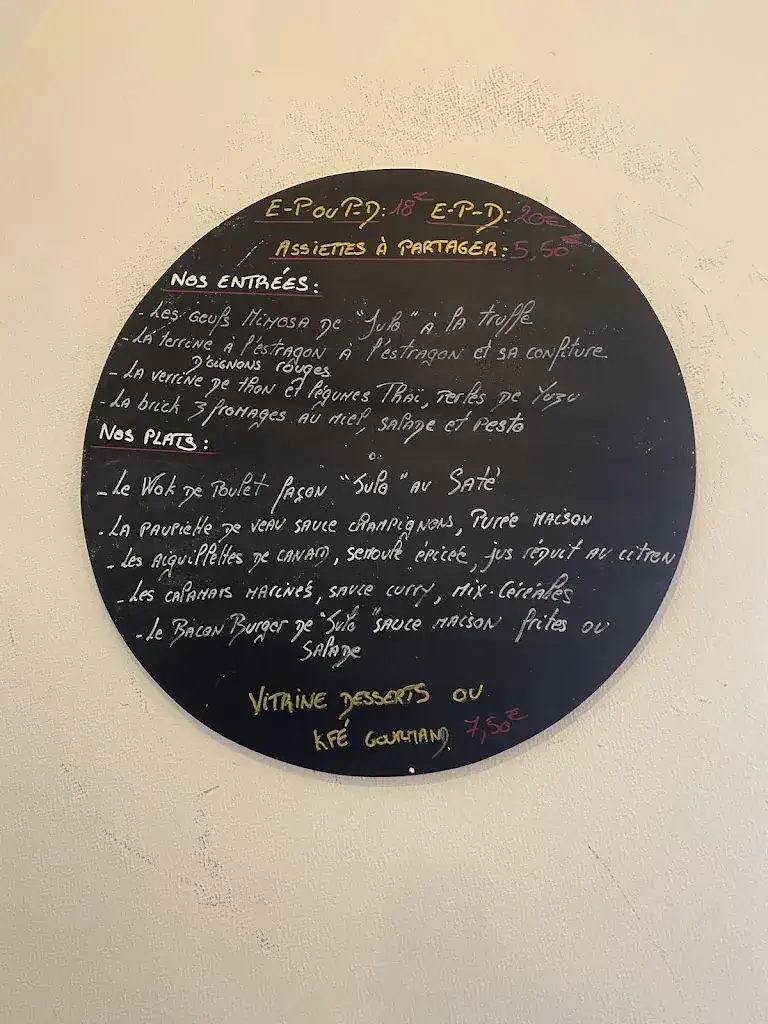 E-P OU P-D: 18€ E-P-D: 20€
ASSIETTES À PARTAGER: 5,50€
NOS ENTRÉES:
- Les oeufs MIMOSA DE "Julo" à la truffe
- LA terrine à l'estragon à l'estragon et sa confiture
D'oignons rouges
- LA verrine DE thon et légumes Thaï, perles DE Yuzu
- La brick 3 fromages AU miel, salade et pesto
NOS PLATS:
- Le Wok DE Poulet façon "Julo" AU Saté
- LA PAUPIETTE DE VEAU SAUCE CHAMPIGNONS, Purée MAISON
- Les AIGUILLETTES DE CANARD, semoule épicée, jus réduit AU citron
- Les CALAMARS MARINÉS, SAUCE curry, MIX-Céréales
- Le BACON Burger DE "Julo" SAUCE MAISON frites OU
SALADE
VITRINE DESSERTS OU
KFÉ GOURMAND 7,50€